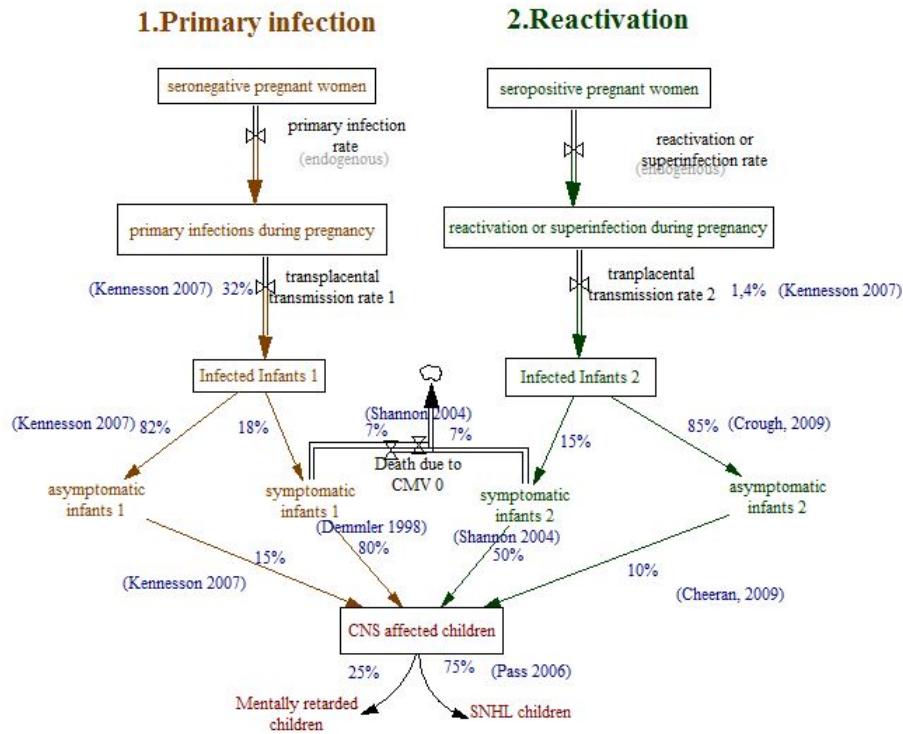 1.Primary infection
2.Reactivation
seronegative pregnant women
seropositive pregnant women
primary infection
rate
(endogenous)
reactivation or
superinfection rate
(endogenous)
primary infections during pregnancy
reactivation or superinfection during pregnancy
(Kennesson 2007) 32%
transplacental
transmission rate 1
tranplacental
transmission rate 2
1,4% (Kennesson 2007)
Infected Infants 1
Infected Infants 2
(Kennesson 2007) 82%
18%
(Shannon 2004)
7%
7%
15%
85% (Crough, 2009)
Death due to
CMV 0
asymptomatic
infants 1
symptomatic
infants 1
symptomatic
infants 2
asymptomatic
infants 2
(Demmler 1998)
80%
(Shannon 2004)
50%
15%
(Kennesson 2007)
10%
(Cheeran, 2009)
CNS affected children
25%
75% (Pass 2006)
Mentally retarded
children
SNHL children